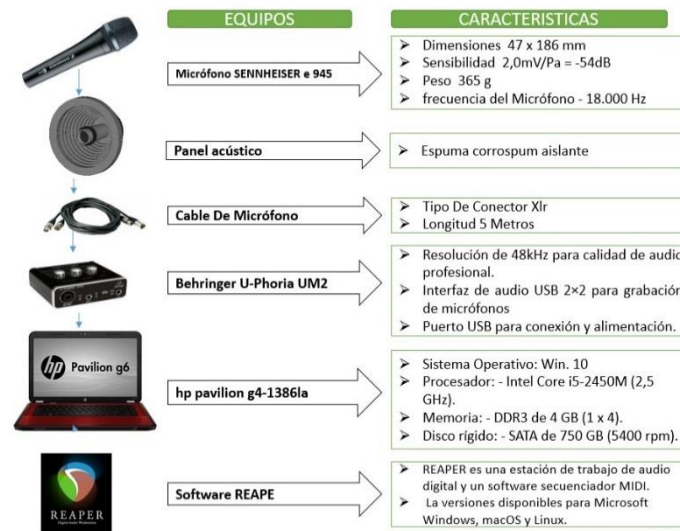 EQUIPOS
CARACTERISTICAS
Micrófono SENNHEISER e 945
➢ Dimensiones 47 x 186 mm
➢ Sensibilidad 2,0mV/Pa = -54dB
➢ Peso 365 g
➢ frecuencia del Micrófono - 18.000 Hz
Panel acústico
➢ Espuma corrospum aislante
Cable De Micrófono
➢ Tipo De Conector Xlr
➢ Longitud 5 Metros
Behringer U-Phoria UM2
➢ Resolución de 48kHz para calidad de audio
profesional.
➢ Interfaz de audio USB 2×2 para grabación
de micrófonos
➢ Puerto USB para conexión y alimentación.
hp Pavilion g6
hp pavilion g4-1386la
➢ Sistema Operativo: Win. 10
➢ Procesador: - Intel Core i5-2450M (2,5
GHz).
➢ Memoria: - DDR3 de 4 GB (1 x 4).
➢ Disco rígido: - SATA de 750 GB (5400 rpm).
REAPER
Digital Audio Workstation
Software REAPE
➢ REAPER es una estación de trabajo de audio
digital y un software secuenciador MIDI.
➢ La versiones disponibles para Microsoft
Windows, macOS y Linux.